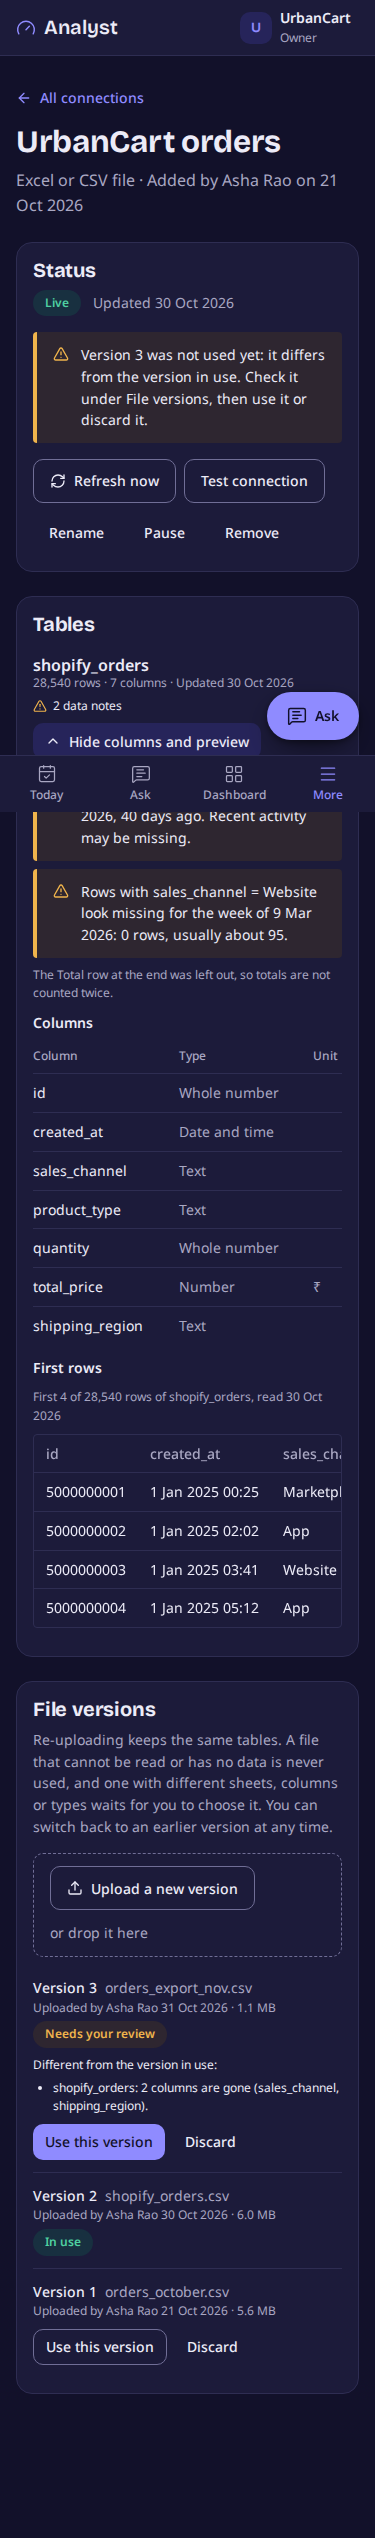 Analyst
U
UrbanCart
Owner
All connections
UrbanCart orders
Excel or CSV file · Added by Asha Rao on 21
Oct 2026
Status
Live
Updated 30 Oct 2026
Version 3 was not used yet: it differs
from the version in use. Check it
under File versions, then use it or
discard it.
Refresh now
Test connection
Rename
Pause
Remove
Tables
shopify_orders
28,540 rows · 7 columns · Updated 30 Oct 2026
2 data notes
Ask
Hide columns and preview
Today
Ask
Dashboard
More
2026, 40 days ago. Recent activity
may be missing.
Rows with sales_channel = Website
look missing for the week of 9 Mar
2026: 0 rows, usually about 95.
The Total row at the end was left out, so totals are not
counted twice.
Columns
Column Type Unit
id Whole number
created_at Date and time
sales_channel Text
product_type Text
quantity Whole number
total_price Number ₹
shipping_region Text
First rows
First 4 of 28,540 rows of shopify_orders, read 30 Oct
2026
id created_at sales_cha
5000000001 1 Jan 2025 00:25 Marketpl
5000000002 1 Jan 2025 02:02 App
5000000003 1 Jan 2025 03:41 Website
5000000004 1 Jan 2025 05:12 App
File versions
Re-uploading keeps the same tables. A file
that cannot be read or has no data is never
used, and one with different sheets, columns
or types waits for you to choose it. You can
switch back to an earlier version at any time.
Upload a new version
or drop it here
Version 3 orders_export_nov.csv
Uploaded by Asha Rao 31 Oct 2026 · 1.1 MB
Needs your review
Different from the version in use:
• shopify_orders: 2 columns are gone (sales_channel,
shipping_region).
Use this version
Discard
Version 2 shopify_orders.csv
Uploaded by Asha Rao 30 Oct 2026 · 6.0 MB
In use
Version 1 orders_october.csv
Uploaded by Asha Rao 21 Oct 2026 · 5.6 MB
Use this version
Discard